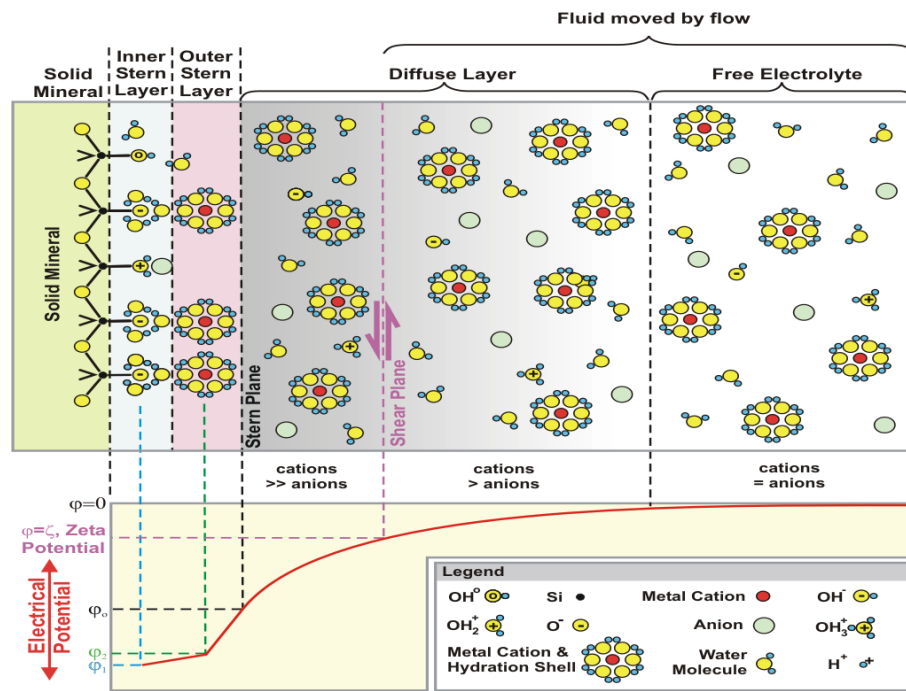 Fluid moved by flow
Solid
Mineral
Inner
Stern
Layer
Outer
Stern
Layer
Diffuse Layer
Free Electrolyte
Solid Mineral
Stern Plane
Shear Plane
cations
>> anions
cations
> anions
cations
= anions
φ=0
φ=ζ, Zeta
Potential
φₒ
φ₂
φ₁
Electrical
Potential
Legend
OH⁰
Si
Metal Cation
OH⁻
OH₂⁺
O⁻
Anion
OH₃⁺
Metal Cation &
Hydration Shell
Water
Molecule
H⁺